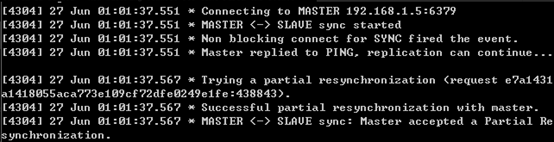 [4304] 27 Jun 01:01:37.551 * Connecting to MASTER 192.168.1.5:6379
[4304] 27 Jun 01:01:37.551 * MASTER <-> SLAVE sync started
[4304] 27 Jun 01:01:37.551 * Non blocking connect for SYNC fired the event.
[4304] 27 Jun 01:01:37.551 * Master replied to PING, replication can continue...
[4304] 27 Jun 01:01:37.567 * Trying a partial resynchronization (request e7a1431
a1418055aca773e109cf72dfe0249e1fe:438843).
[4304] 27 Jun 01:01:37.567 * Successful partial resynchronization with master.
[4304] 27 Jun 01:01:37.567 * MASTER <-> SLAVE sync: Master accepted a Partial Re
synchronization.